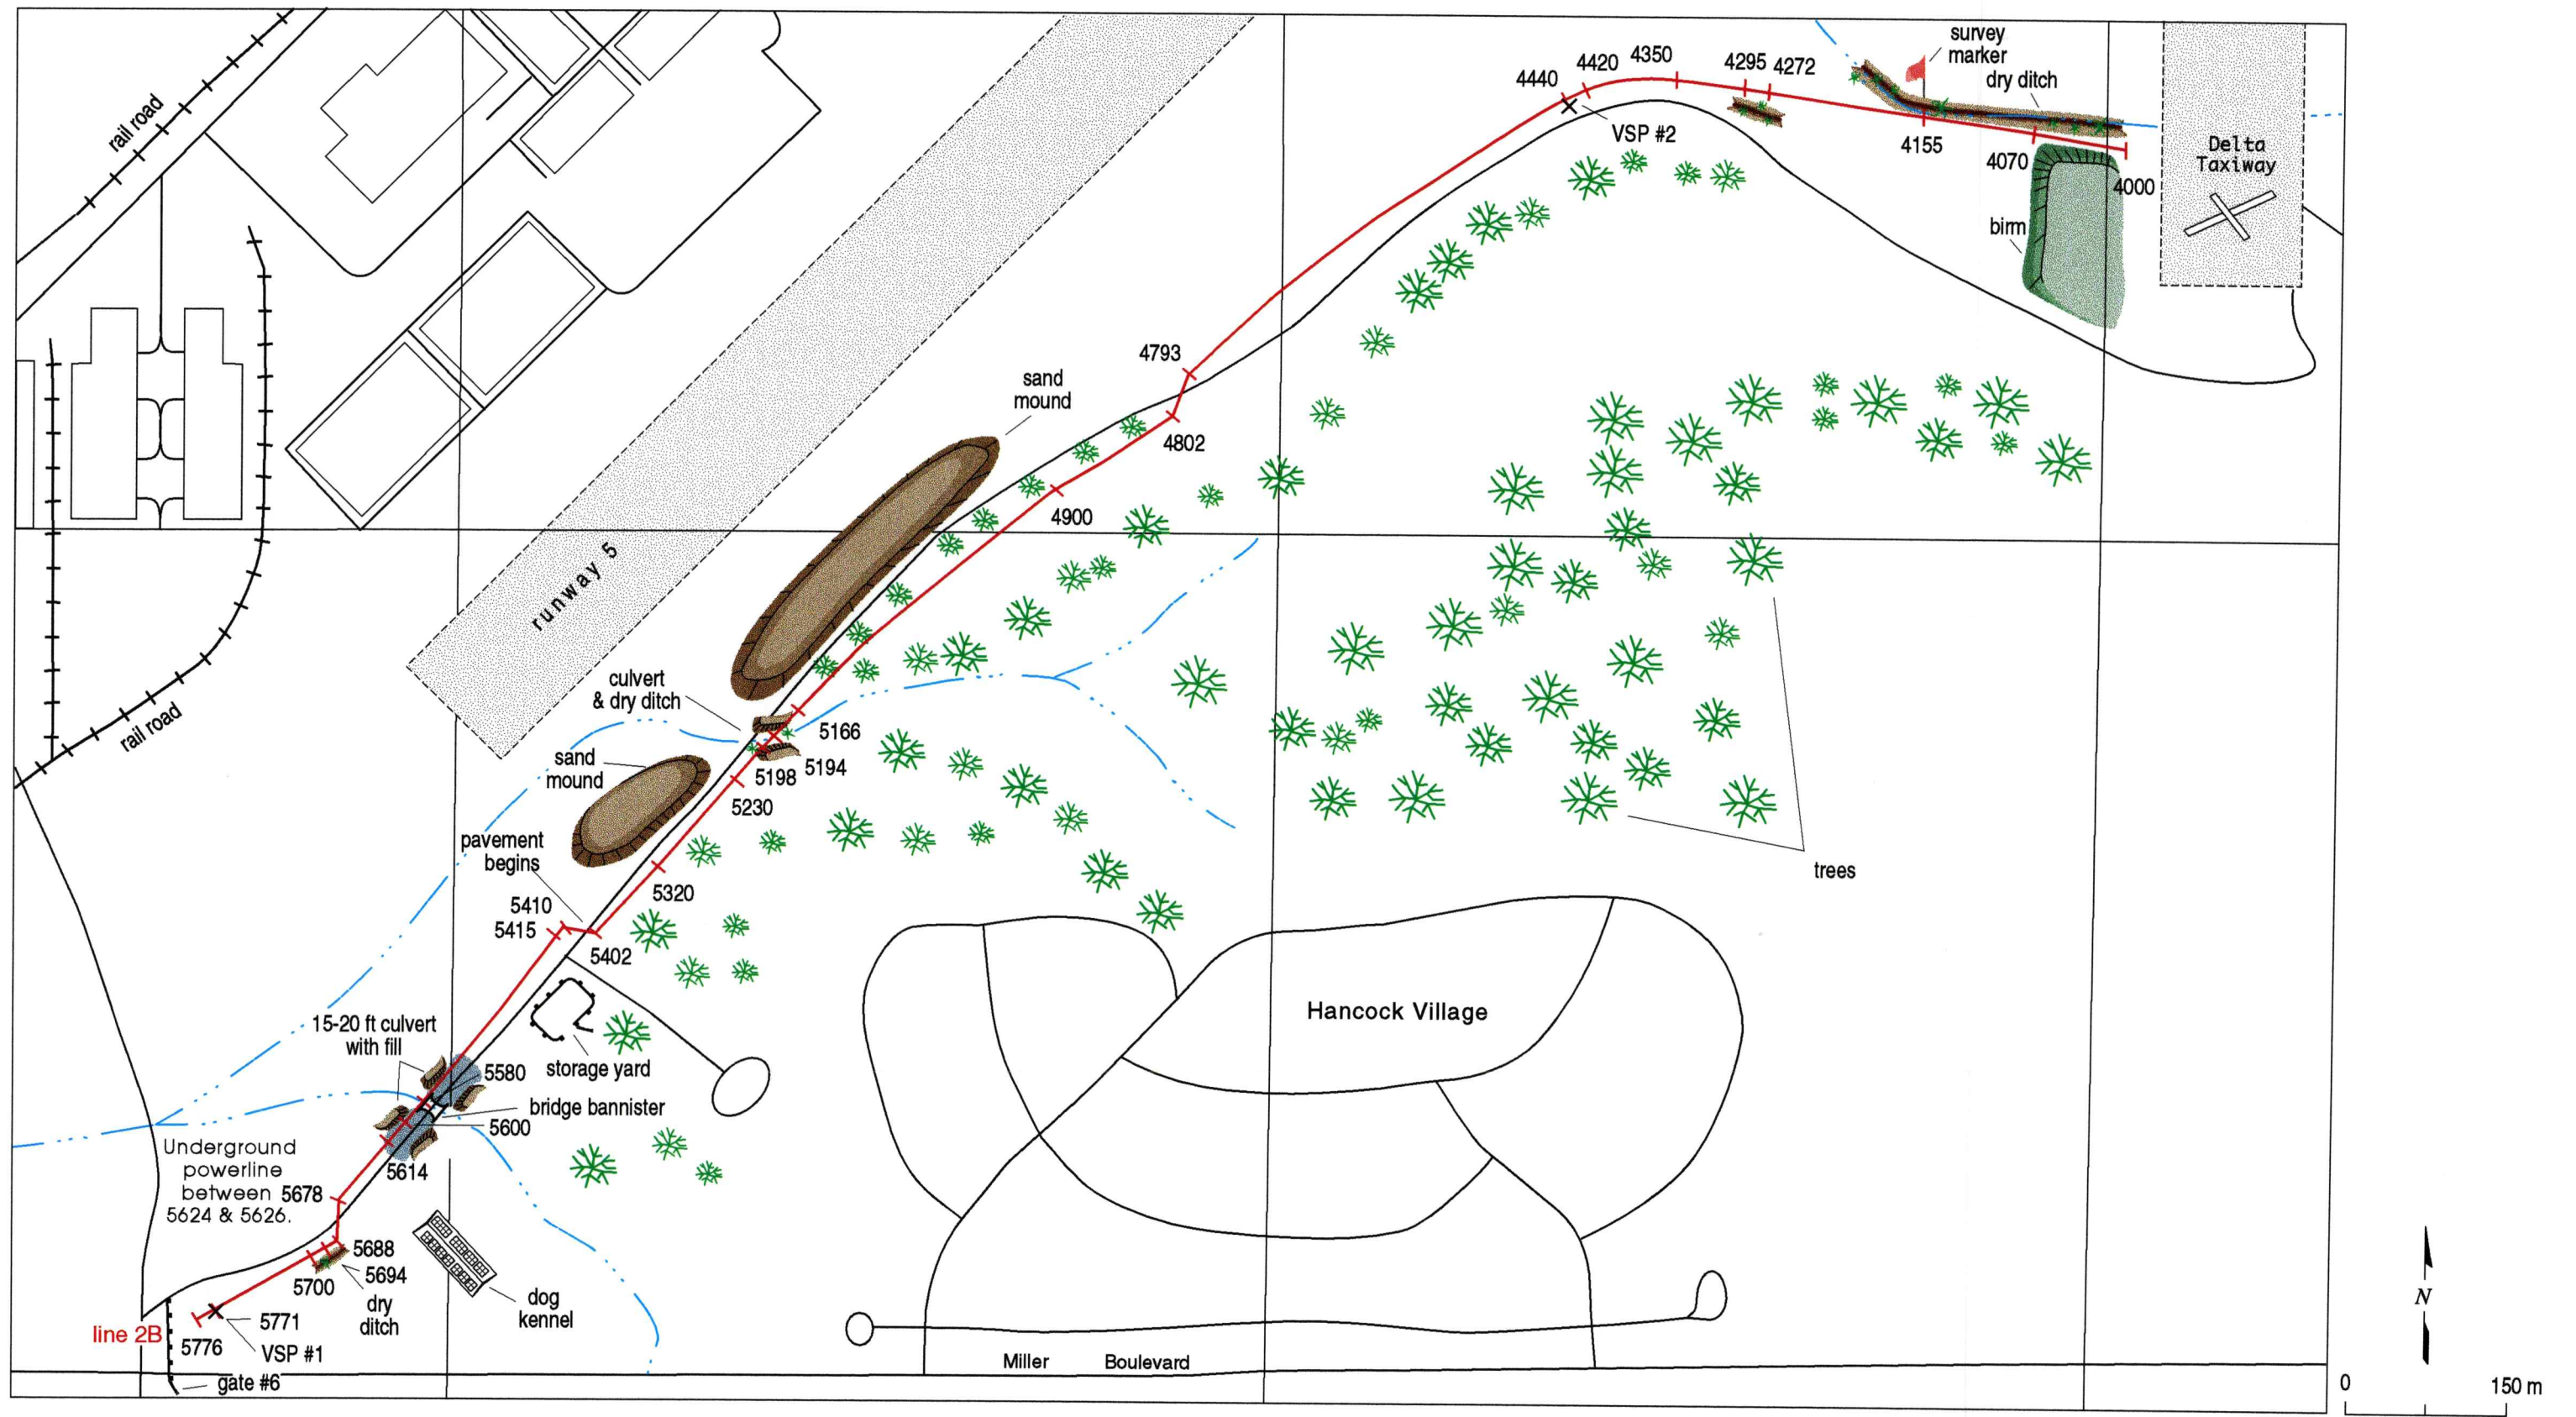 survey
marker
dry ditch
4440
4420
4350
4295
4272
VSP #2
4155
4070
4000
Delta
Taxiway
birm
rail road
4793
sand
mound
4802
4900
runway 5
culvert
& dry ditch
rail road
5166
5194
5198
5230
sand
mound
pavement
begins
5320
5410
5415
5402
trees
Hancock Village
15-20 ft culvert
with fill
storage yard
5580
bridge bannister
5600
5614
Underground
powerline
between
5624 & 5626.
5678
5688
5694
5700
dry
ditch
dog
kennel
line 2B
5776
5771
VSP #1
gate #6
Miller Boulevard
N
0 150 m